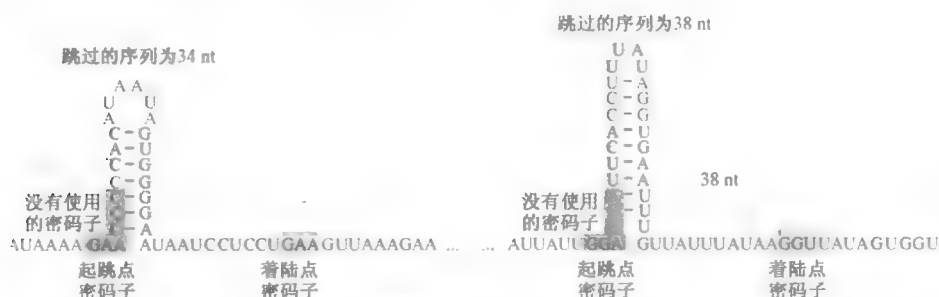 跳过的序列为34 nt
A A
U U
A A
C-G
A-U
C-G
C-G
G
G
A
没有使用
的密码子
AUAAAAGAA AUAAUCCUCCUGAAGUUAAAGAA ...
起跳点
密码子
着陆点
密码子
跳过的序列为38 nt
U A
U U
U-A
C-G
C-G
A-U
C-G
U-A
U-A
U
U
U
38 nt
没有使用
的密码子
... AUUAUUGGAU GUUAUUUAUAAGGUUAUAGUGGU
起跳点
密码子
着陆点
密码子